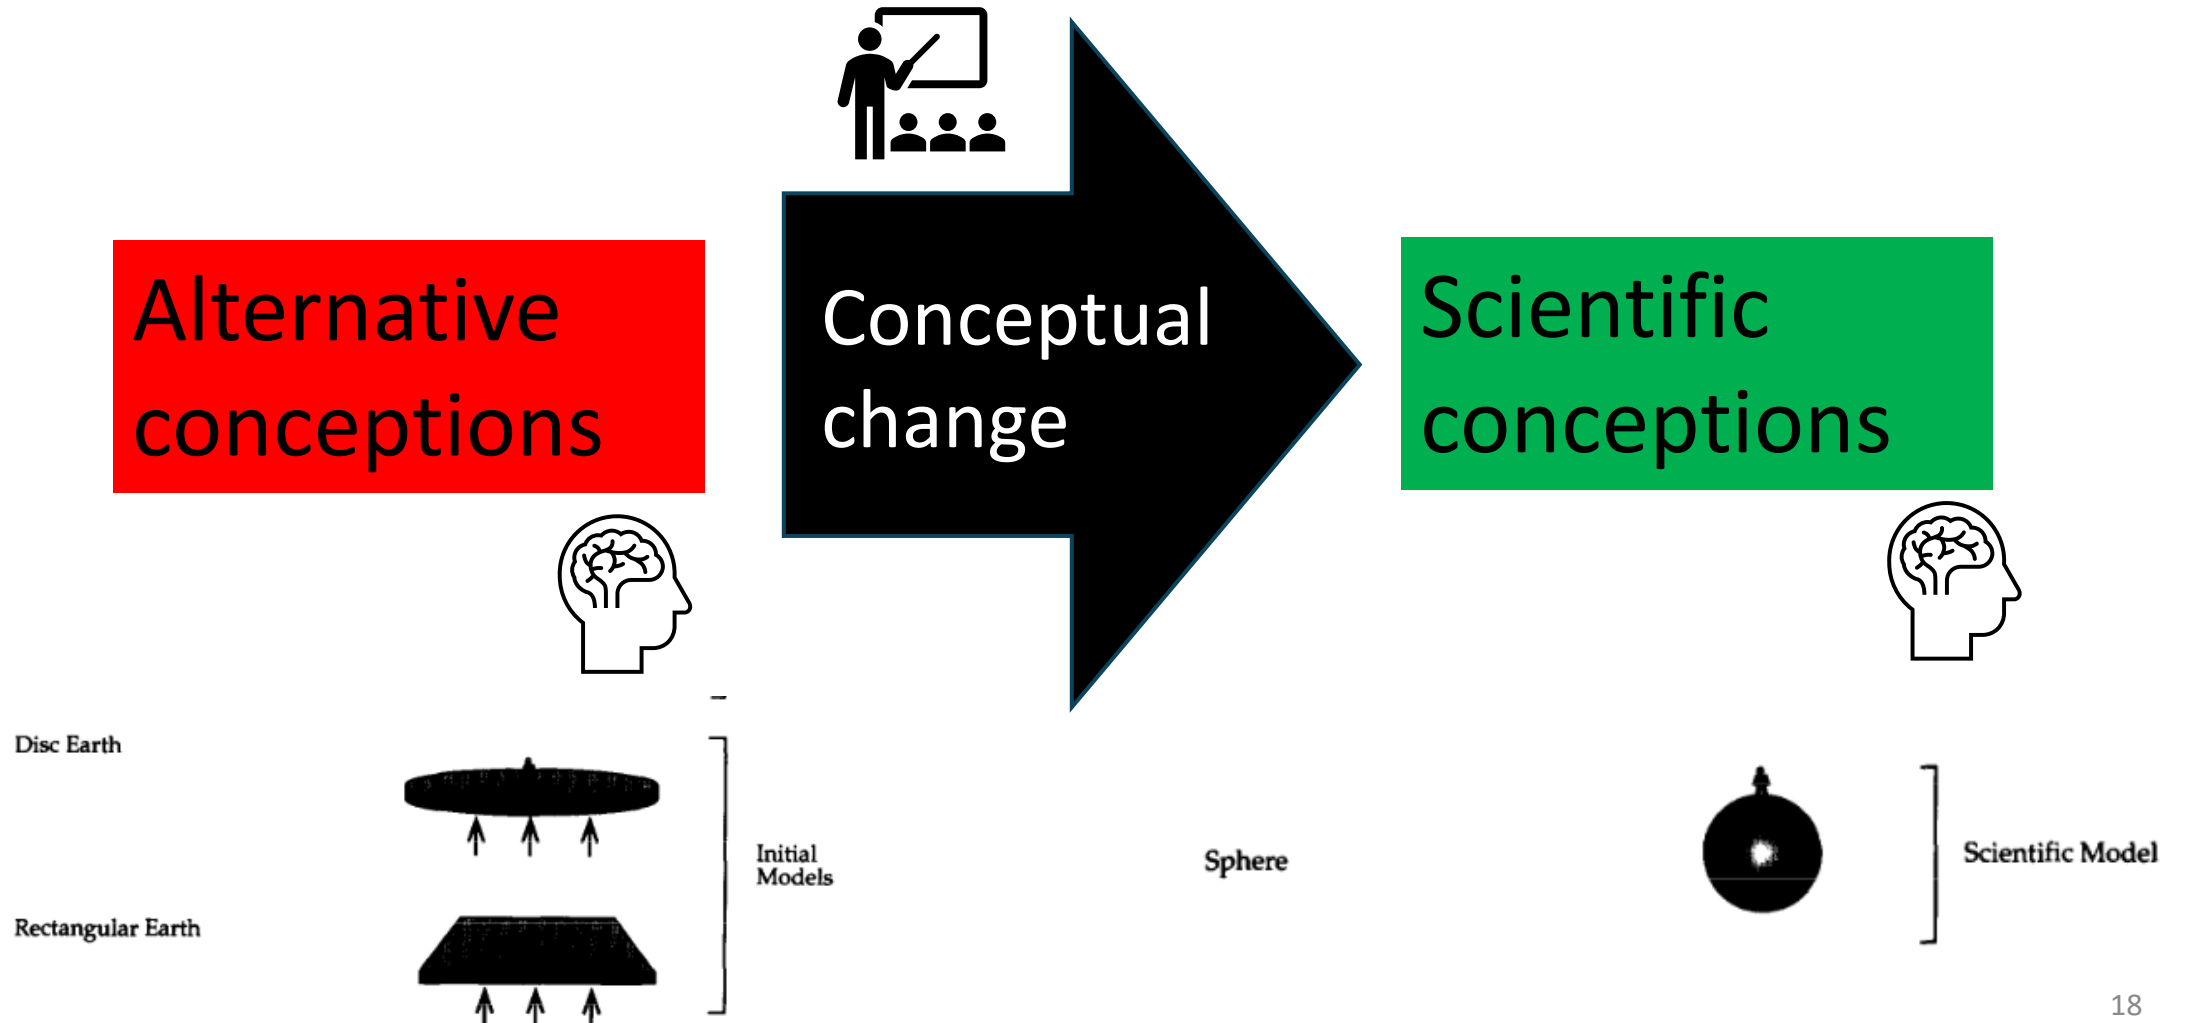 Alternative
conceptions
Conceptual
change
Scientific
conceptions
Disc Earth
Rectangular Earth
Initial
Models
Sphere
Scientific Model
18